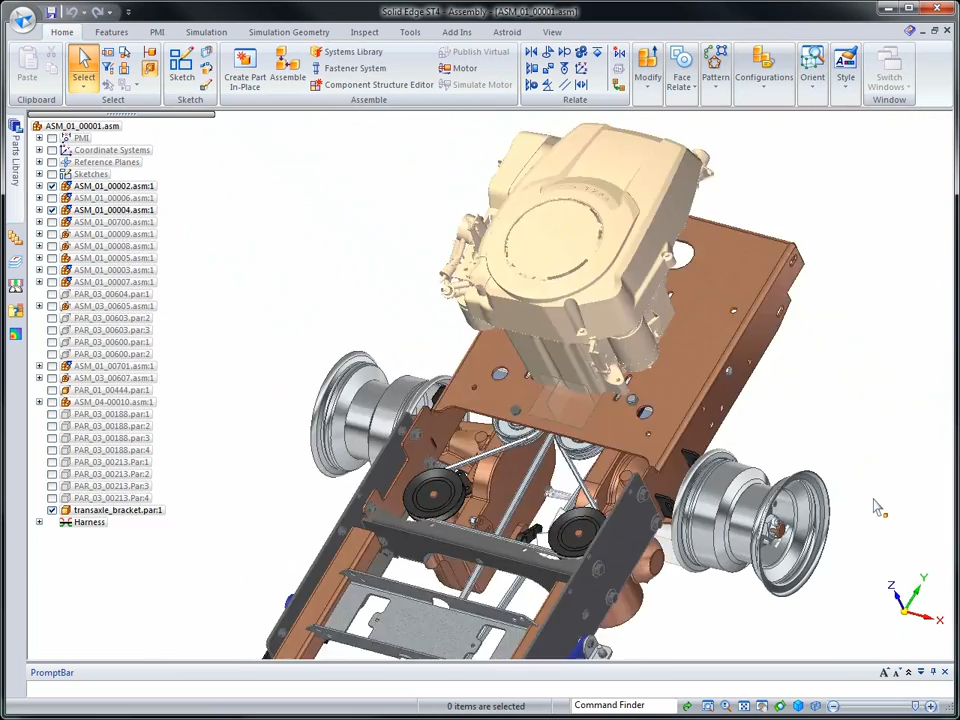 Solid Edge ST4 - Assembly - [ASM_01_00001.asm]
Home Features PMI Simulation Simulation Geometry Inspect Tools Add Ins Astroid View
Paste
Clipboard
Select
Select
Sketch
Sketch
Create Part In-Place
Assemble
Systems Library
Fastener System
Component Structure Editor
Publish Virtual
Motor
Simulate Motor
Assemble
Relate
Modify
Face Relate
Pattern
Configurations
Orient
Style
Switch Windows
Window
Parts Library
ASM_01_00001.asm
PMI
Coordinate Systems
Reference Planes
Sketches
ASM_01_00002.asm:1
ASM_01_00006.asm:1
ASM_01_00004.asm:1
ASM_01_00700.asm:1
ASM_01_00009.asm:1
ASM_01_00008.asm:1
ASM_01_00005.asm:1
ASM_01_00003.asm:1
ASM_01_00007.asm:1
PAR_03_00604.par:1
ASM_03_00605.asm:1
PAR_03_00603.par:2
PAR_03_00603.par:3
PAR_03_00600.par:1
PAR_03_00600.par:2
ASM_01_00701.asm:1
ASM_03_00607.asm:1
PAR_01_00444.par:1
ASM_04-00010.asm:1
PAR_03_00188.par:1
PAR_03_00188.par:2
PAR_03_00188.par:3
PAR_03_00188.par:4
PAR_03_00213.Par:1
PAR_03_00213.Par:2
PAR_03_00213.Par:3
PAR_03_00213.Par:4
transaxle_bracket.par:1
Harness
Z
Y
X
PromptBar
0 items are selected
Command Finder